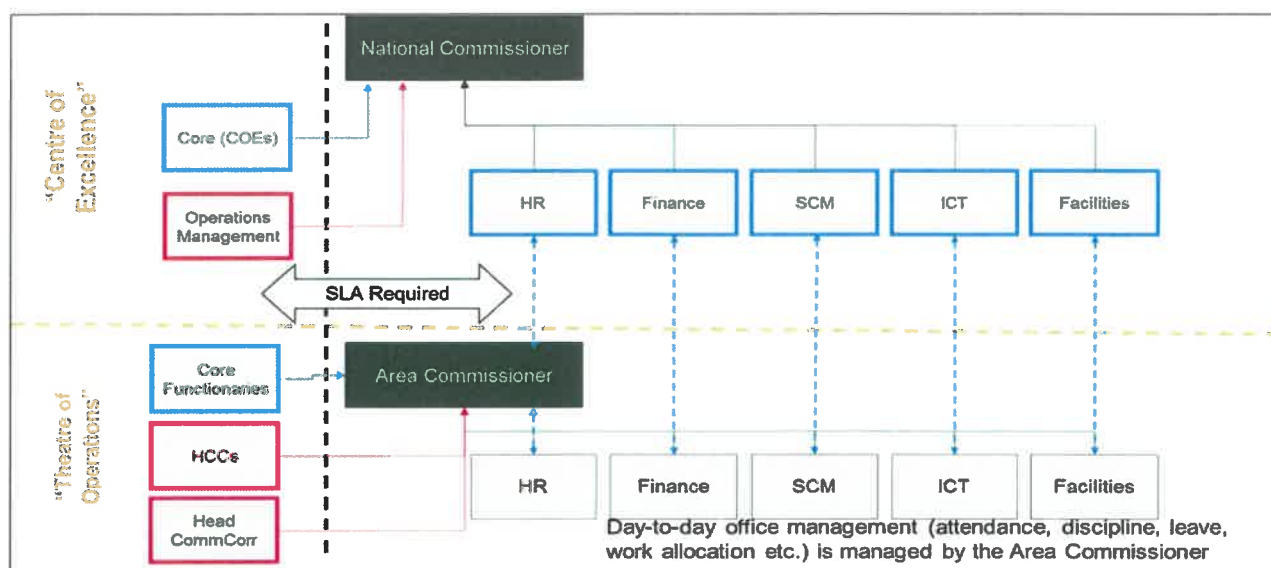 "Centre of
Excellence"
National Commissioner
Core (COEs)
Operations
Management
HR
Finance
SCM
ICT
Facilities
SLA Required
"Theatre of
Operations"
Core
Functionaries
Area Commissioner
HCCs
Head
CommCorr
HR
Finance
SCM
ICT
Facilities
Day-to-day office management (attendance, discipline, leave,
work allocation etc.) is managed by the Area Commissioner